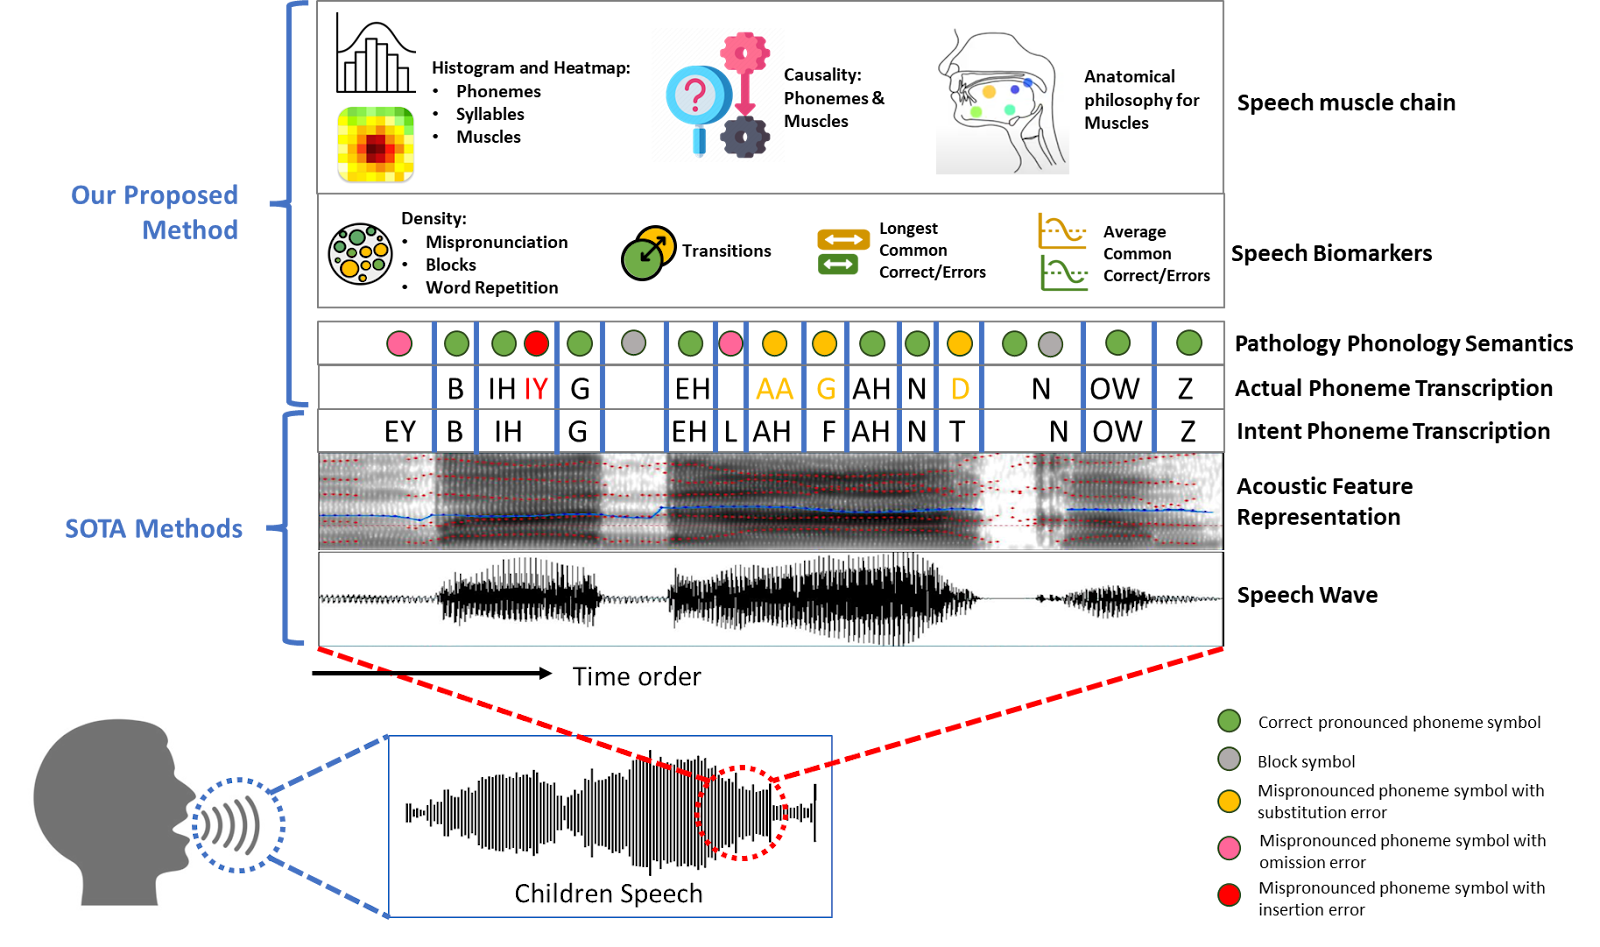 Histogram and Heatmap:
• Phonemes
• Syllables
• Muscles
?
Causality:
Phonemes &
Muscles
Anatomical
philosophy for
Muscles
Speech muscle chain
Our Proposed
Method
Density:
• Mispronunciation
• Blocks
• Word Repetition
Transitions
Longest
Common
Correct/Errors
Average
Common
Correct/Errors
Speech Biomarkers
Pathology Phonology Semantics
B IH IY G EH AA G AH N D N OW Z
Actual Phoneme Transcription
EY B IH G EH L AH F AH N T N OW Z
Intent Phoneme Transcription
SOTA Methods
Acoustic Feature
Representation
Speech Wave
Time order
Children Speech
Correct pronounced phoneme symbol
Block symbol
Mispronounced phoneme symbol with
substitution error
Mispronounced phoneme symbol with
omission error
Mispronounced phoneme symbol with
insertion error